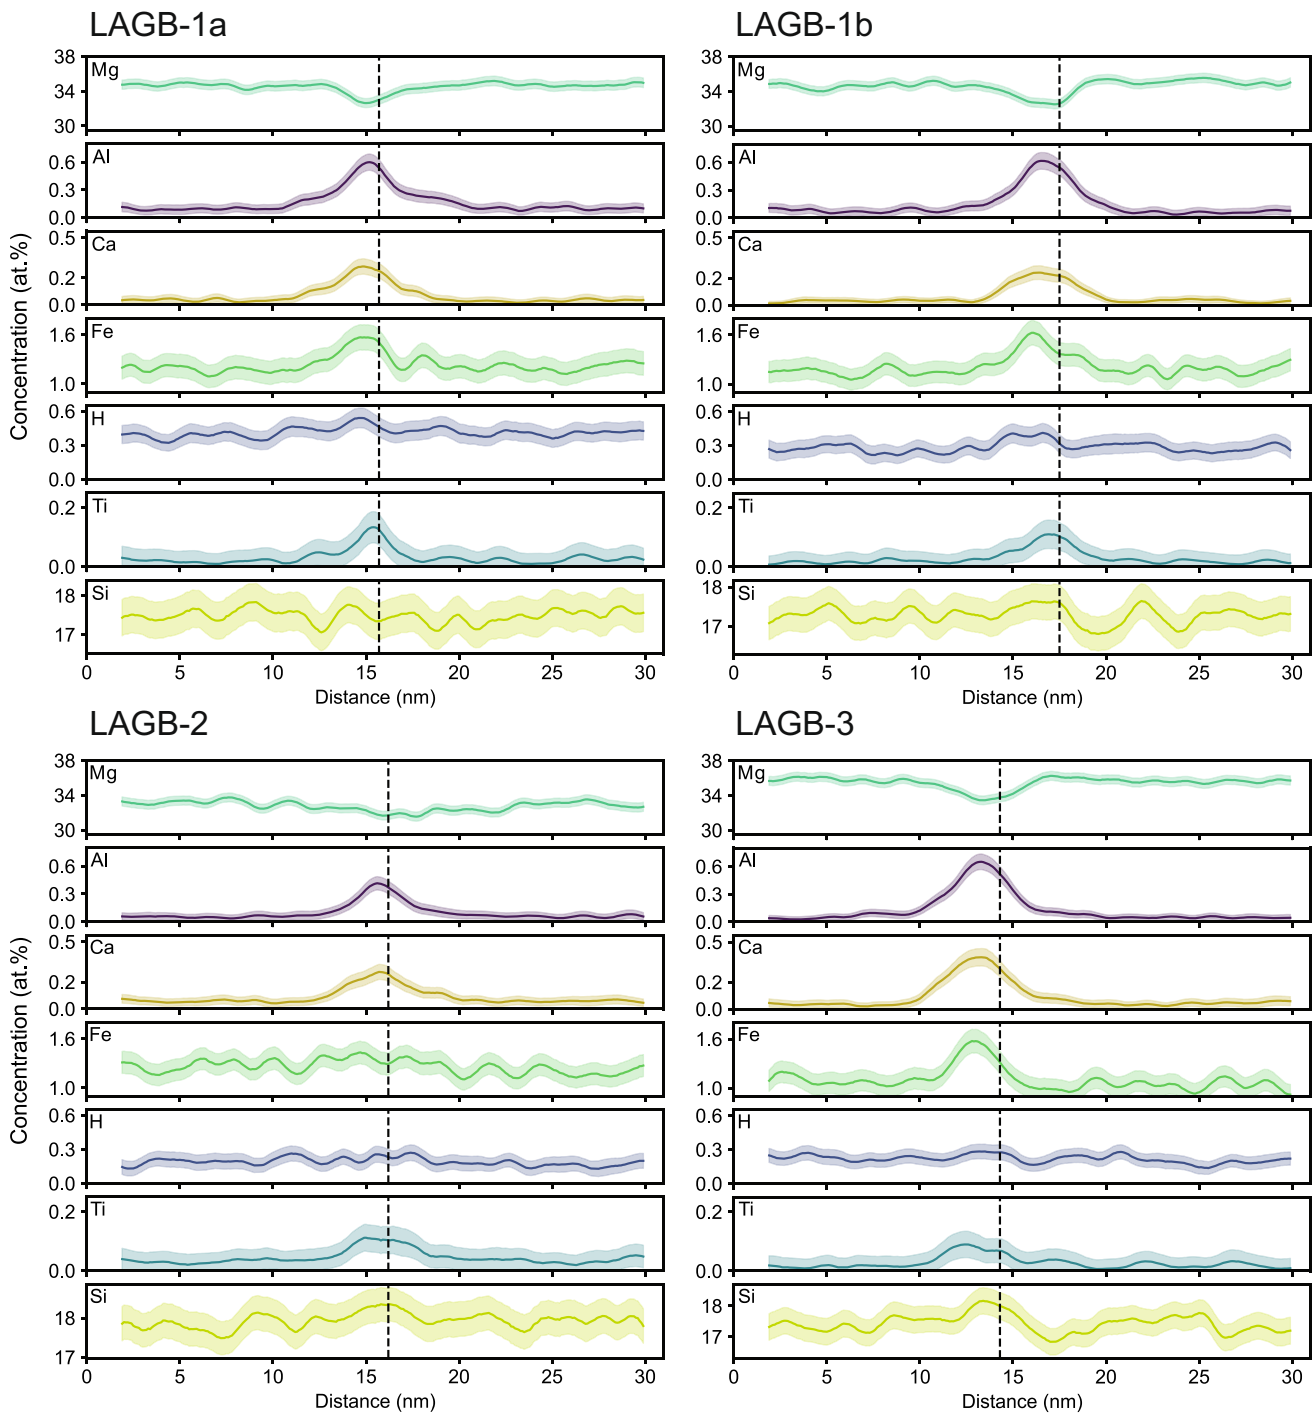 LAGB-1a
38
Mg
34
30
Al
0.6
0.3
0.0
0.5
Ca
0.2
0.0
Fe
1.6
1.0
0.6
H
0.3
0.0
Ti
0.2
0.0
Si
18
17
0 5 10 15 20 25 30
Distance (nm)
Concentration (at.%)
LAGB-1b
38
Mg
34
30
Al
0.6
0.3
0.0
0.5
Ca
0.2
0.0
Fe
1.6
1.0
0.6
H
0.3
0.0
Ti
0.2
0.0
Si
18
17
0 5 10 15 20 25 30
Distance (nm)
LAGB-2
38
Mg
34
30
Al
0.6
0.3
0.0
0.5
Ca
0.2
0.0
Fe
1.6
1.0
0.6
H
0.3
0.0
Ti
0.2
0.0
Si
18
17
0 5 10 15 20 25 30
Distance (nm)
Concentration (at.%)
LAGB-3
38
Mg
34
30
Al
0.6
0.3
0.0
0.5
Ca
0.2
0.0
Fe
1.6
1.0
0.6
H
0.3
0.0
Ti
0.2
0.0
Si
18
17
0 5 10 15 20 25 30
Distance (nm)